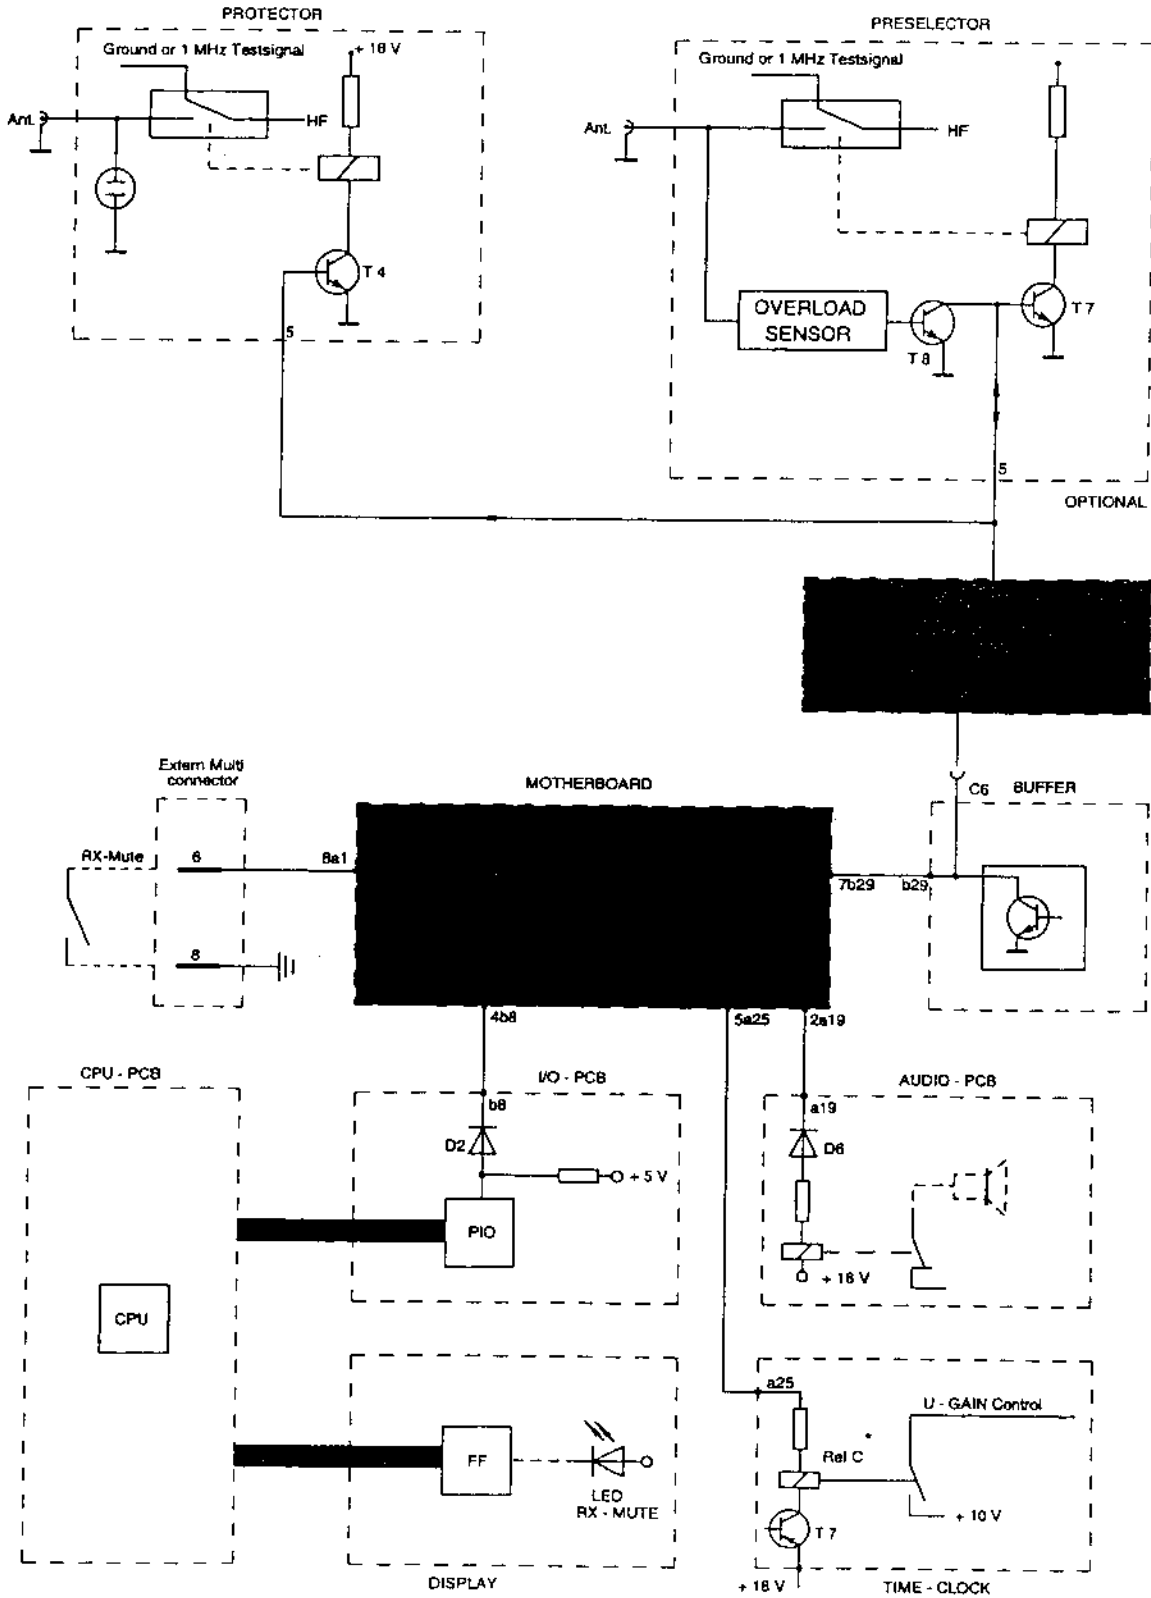 PROTECTOR
PRESELECTOR
Ground or 1 MHz Testsignal
+ 18 V
Ground or 1 MHz Testsignal
Ant.
HF
Ant.
HF
T 4
OVERLOAD
SENSOR
T 8
T 7
5
5
OPTIONAL
Extern Multi
connector
MOTHERBOARD
C6
BUFFER
RX-Mute
6
8a1
7b29
b29
8
4b8
5a25
2a19
CPU - PCB
I/O - PCB
AUDIO - PCB
b8
a19
D2
D6
+ 5 V
PIO
+ 18 V
CPU
a25
U - GAIN Control
Rel C
FF
LED
RX - MUTE
+ 10 V
T 7
DISPLAY
+ 18 V
TIME - CLOCK